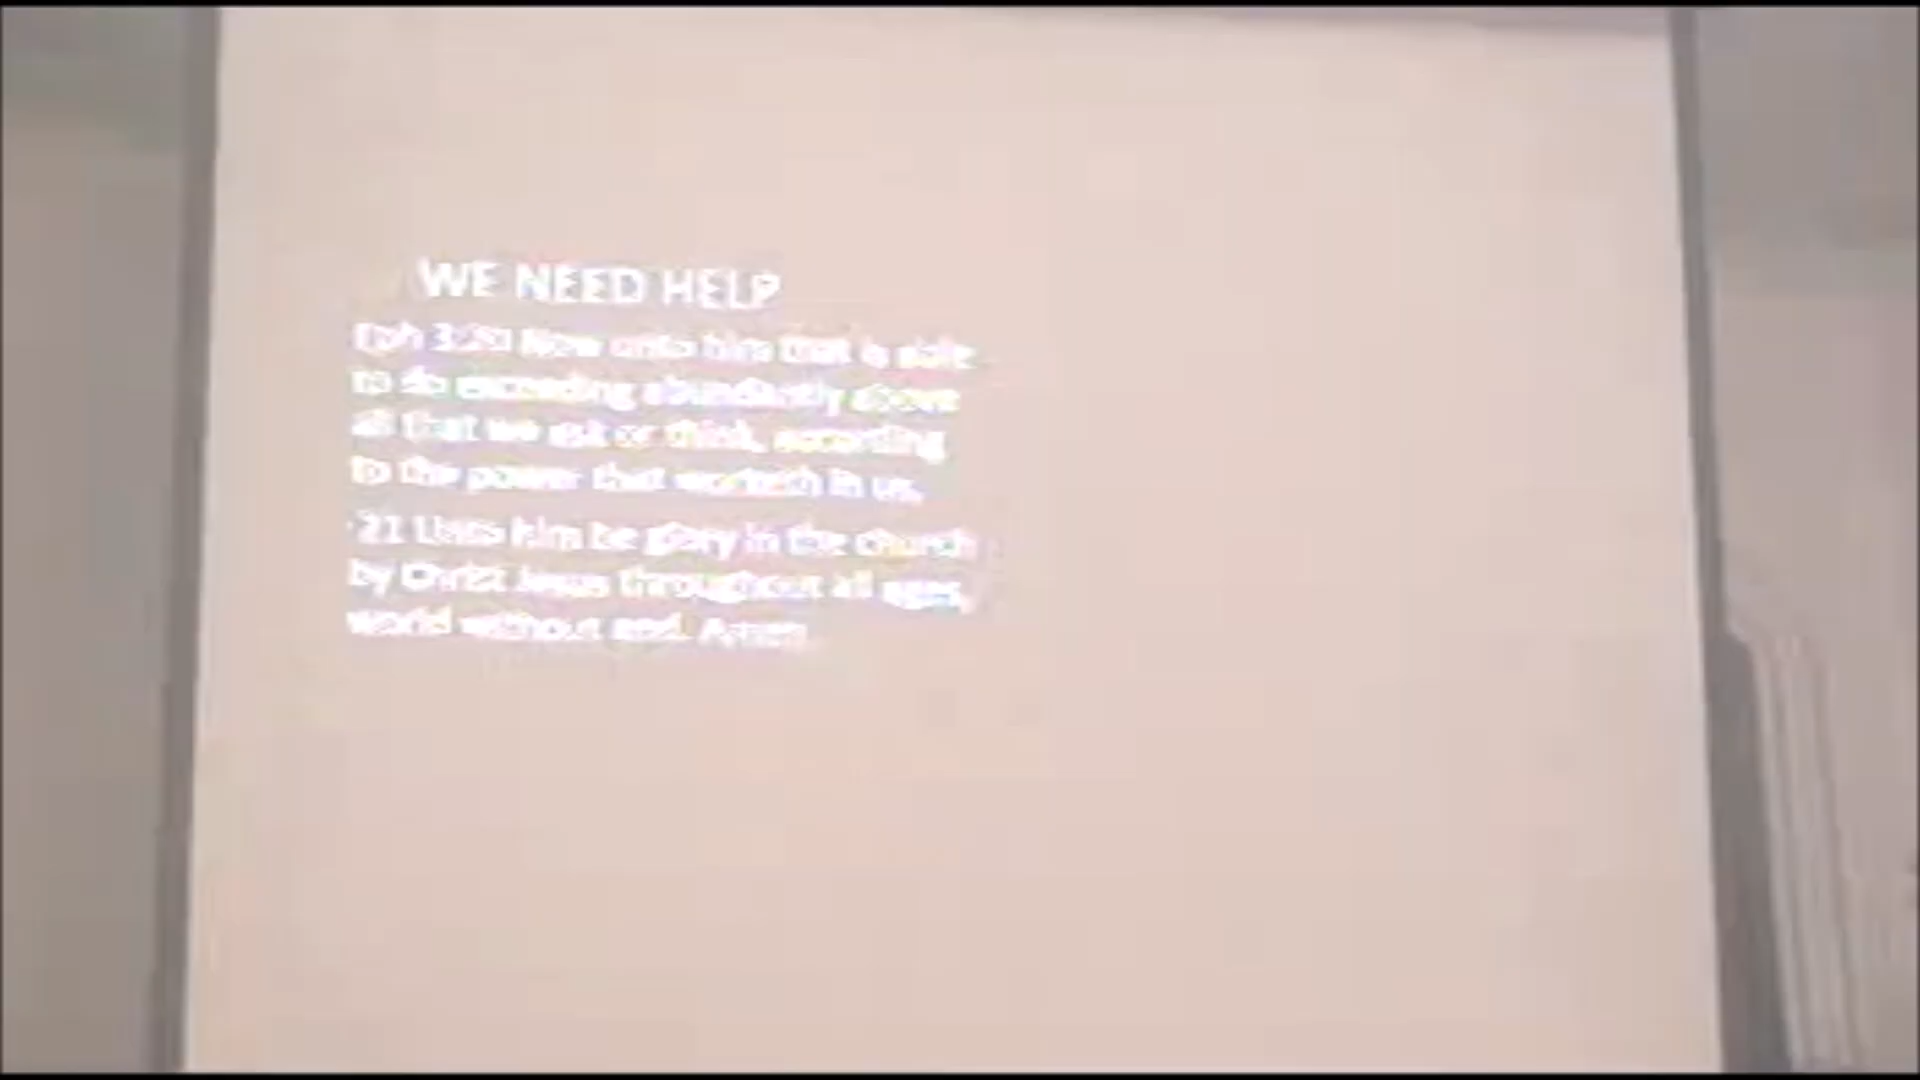 WE NEED HELP
Eph 3:20 Now unto him that is able
to do exceeding abundantly above
all that we ask or think, according
to the power that worketh in us,
21 Unto him be glory in the church
by Christ Jesus throughout all ages,
world without end. Amen.